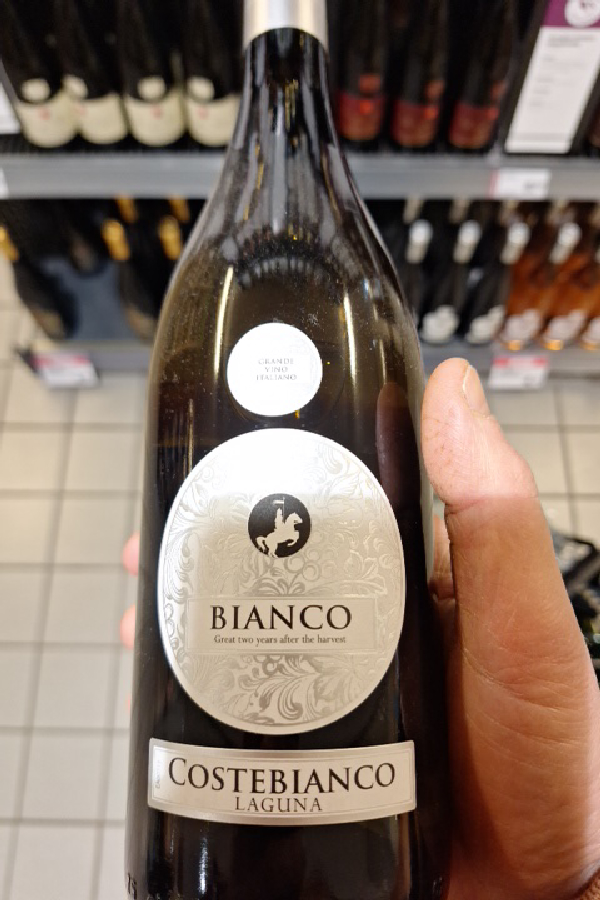 GRANDE
VINO
ITALIANO
BIANCO
Great two years after the harvest
COSTEBIANCO
LAGUNA